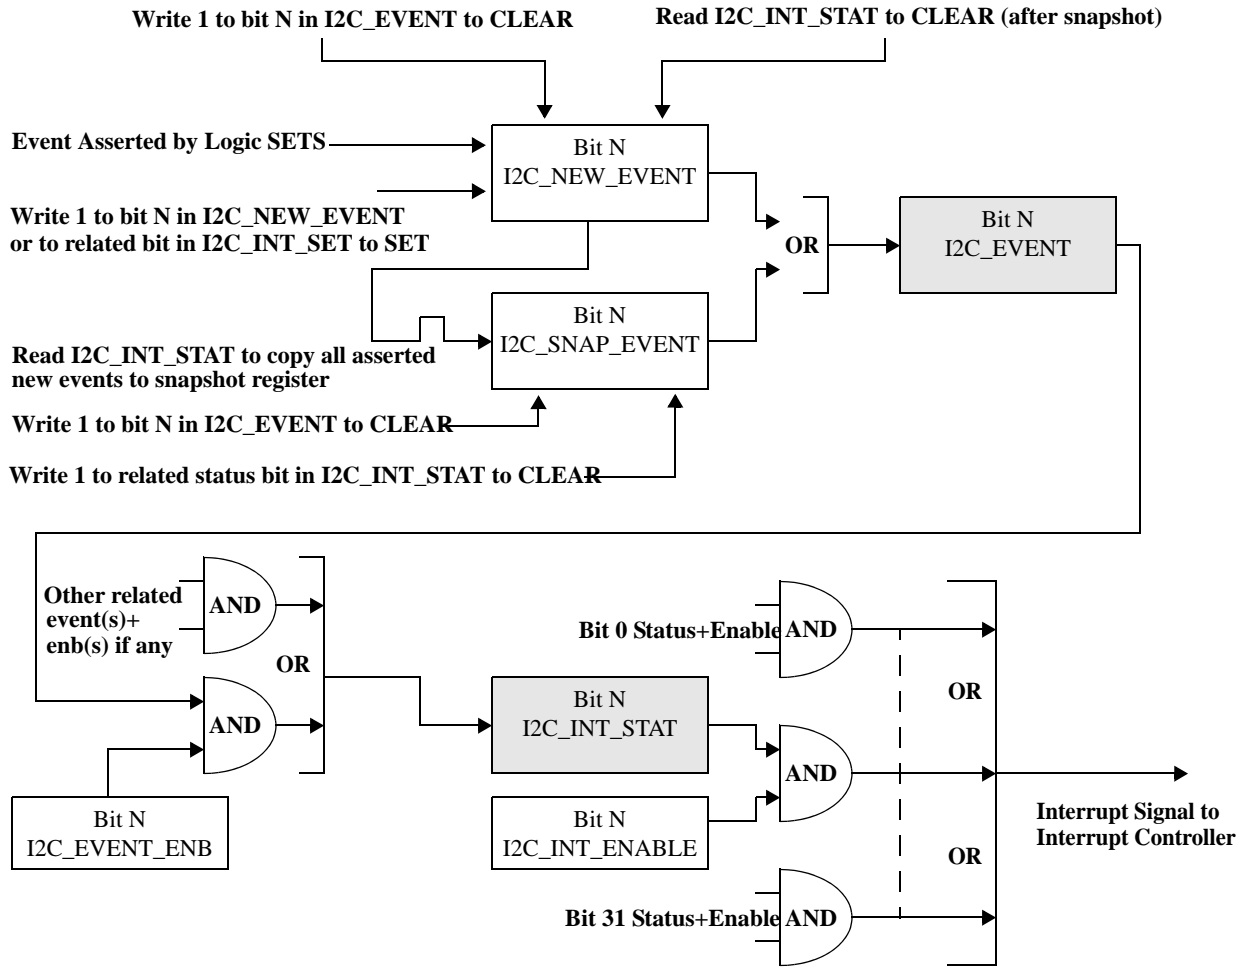 Write 1 to bit N in I2C_EVENT to CLEAR
Read I2C_INT_STAT to CLEAR (after snapshot)
Event Asserted by Logic SETS
Bit N
I2C_NEW_EVENT
Write 1 to bit N in I2C_NEW_EVENT
or to related bit in I2C_INT_SET to SET
OR
Bit N
I2C_EVENT
Bit N
I2C_SNAP_EVENT
Read I2C_INT_STAT to copy all asserted
new events to snapshot register
Write 1 to bit N in I2C_EVENT to CLEAR
Write 1 to related status bit in I2C_INT_STAT to CLEAR
Other related
event(s)+
enb(s) if any
AND
OR
AND
Bit N
I2C_EVENT_ENB
Bit N
I2C_INT_STAT
Bit N
I2C_INT_ENABLE
Bit 0 Status+Enable
AND
OR
AND
OR
Bit 31 Status+Enable
AND
Interrupt Signal to
Interrupt Controller